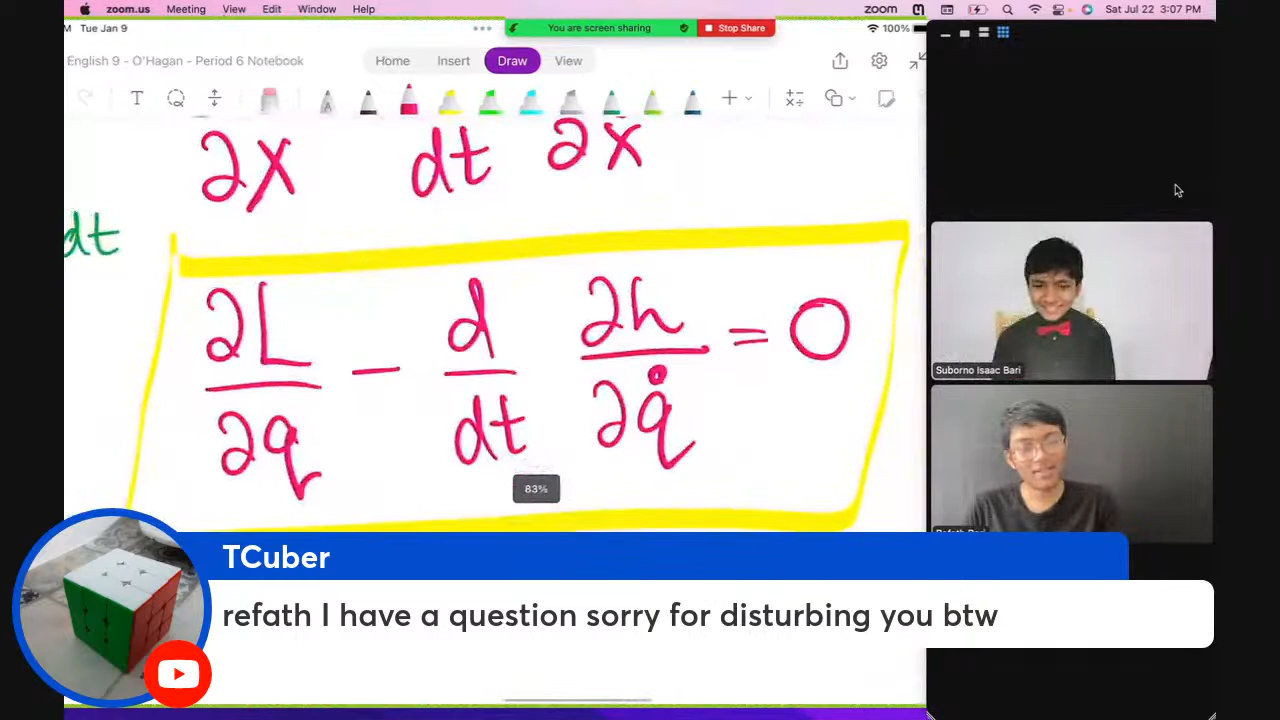 zoom.us Meeting View Edit Window Help zoom Sat Jul 22 3:07 PM
Tue Jan 9 You are screen sharing Stop Share 100%
English 9 - O'Hagan - Period 6 Notebook Home Insert Draw View
T A
∂x dt ∂x
dt
∂L/∂q - d/dt ∂h/∂q̊ = 0
83%
Suborno Isaac Bari
TCuber
refath I have a question sorry for disturbing you btw